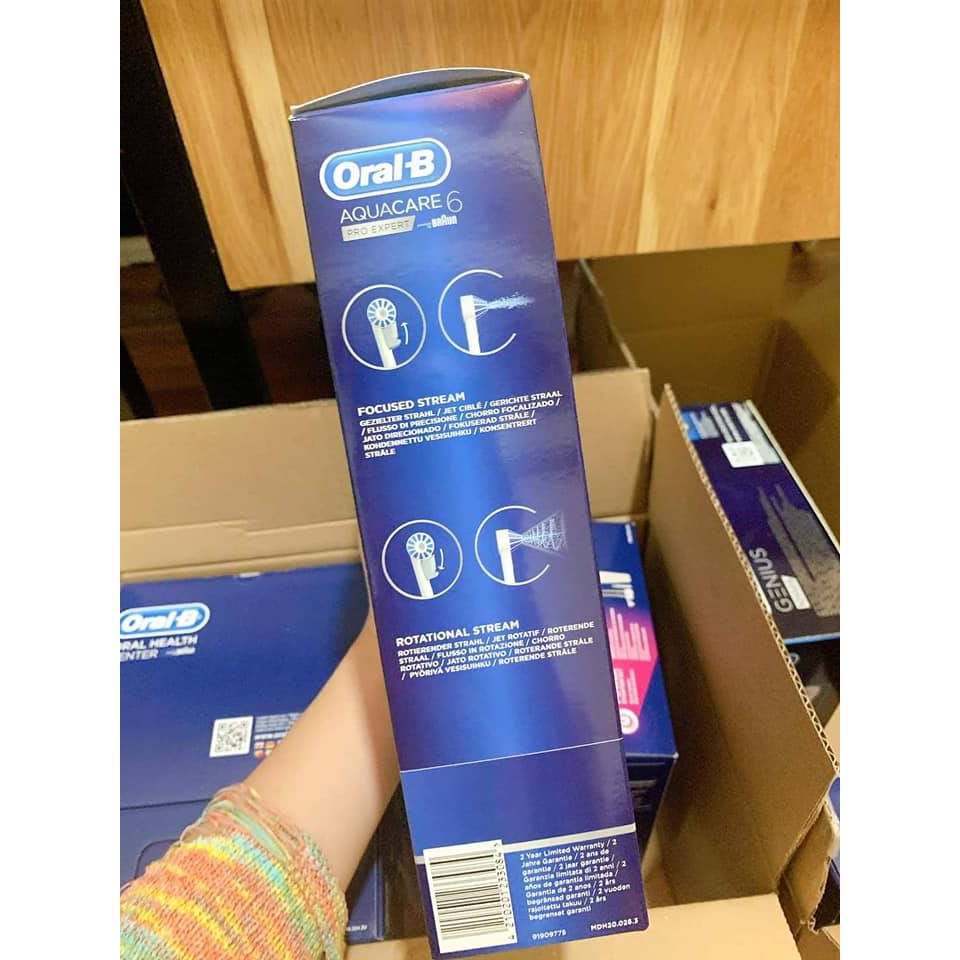 Oral-B
AQUACARE 6
PRO EXPERT
BRAUN
FOCUSED STREAM
GEZIELTER STRAHL / JET CIBLÉ / GERICHTE STRAAL
/ FLUSSO DI PRECISIONE / CHORRO FOCALIZADO /
JATO DIRECIONADO / FOKUSERAD STRÅLE /
KOHDENNETTU VESISUIHKU / KONSENTRERT
STRÅLE
ROTATIONAL STREAM
ROTIERENDER STRAHL / JET ROTATIF / ROTERENDE
STRAAL / FLUSSO IN ROTAZIONE / CHORRO
ROTATIVO / JATO ROTATIVO / ROTERANDE STRÅLE
/ PYÖRIVÄ VESISUIHKU / ROTERENDE STRÅLE
2 Year Limited Warranty / 2
Jahre Garantie / 2 ans de
garantie / 2 jaar garantie /
Garanzia limitata di 2 anni / 2
años de garantía limitada /
Garantia de 2 anos / 2 års
begränsad garanti / 2 vuoden
rajoitettu takuu / 2 års
begrenset garanti
91909775
MDH20.028.3
Oral-B
ORAL HEALTH
CENTER
GENIUS